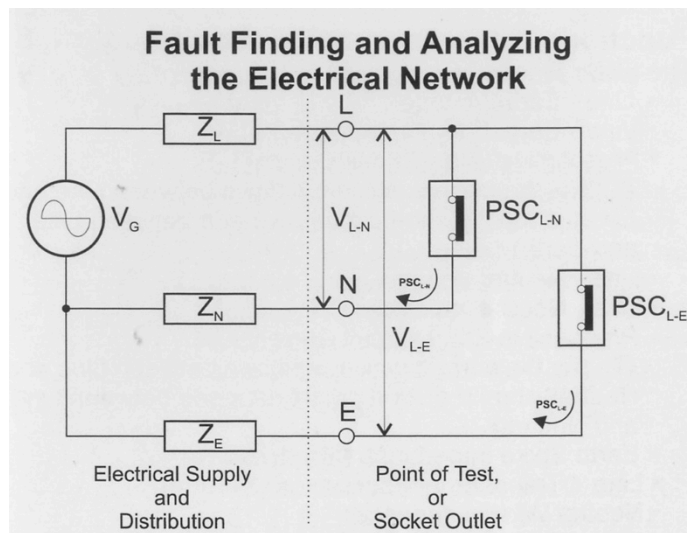 Fault Finding and Analyzing
the Electrical Network
L
Z_L
V_G
V_L-N
PSC_L-N
PSC_L-N
N
Z_N
V_L-E
PSC_L-E
PSC_L-E
E
Z_E
Electrical Supply
and
Distribution
Point of Test,
or
Socket Outlet